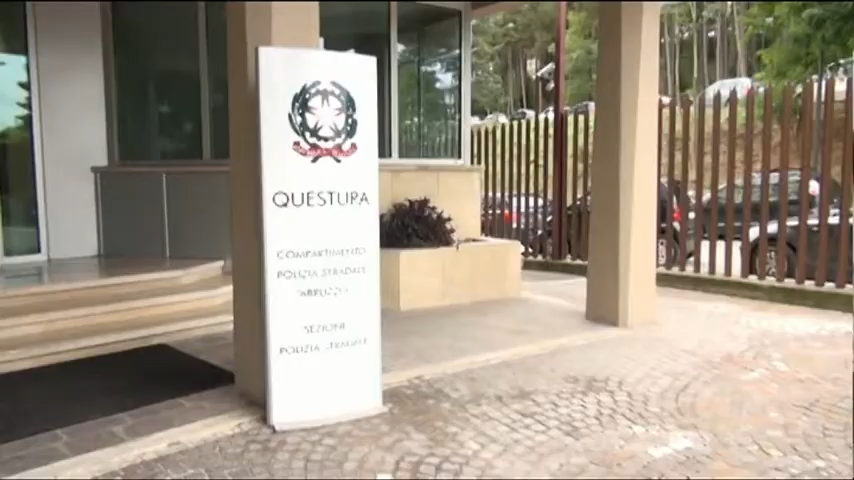 QUESTURA
COMPARTIMENTO
POLIZIA STRADALE
ABRUZZO
SEZIONE
POLIZIA STRADALE